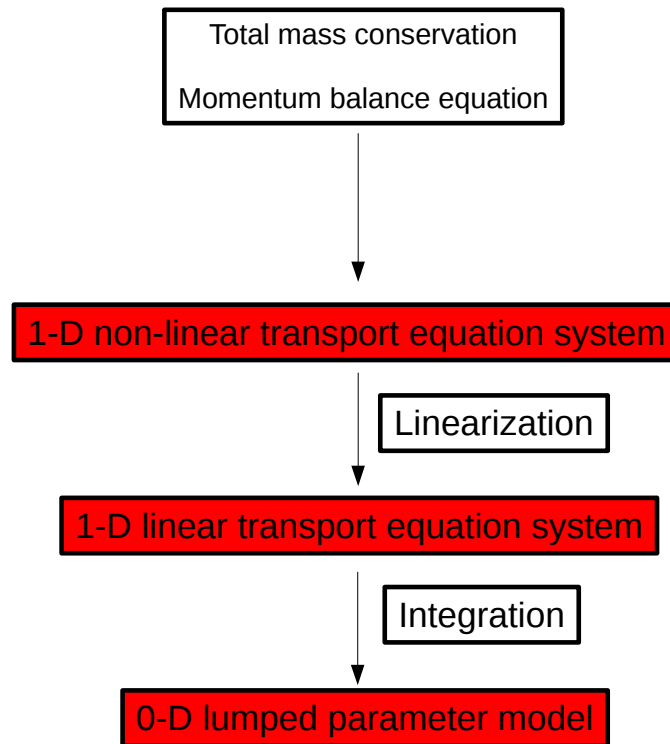 Total mass conservation
Momentum balance equation
1-D non-linear transport equation system
Linearization
1-D linear transport equation system
Integration
0-D lumped parameter model